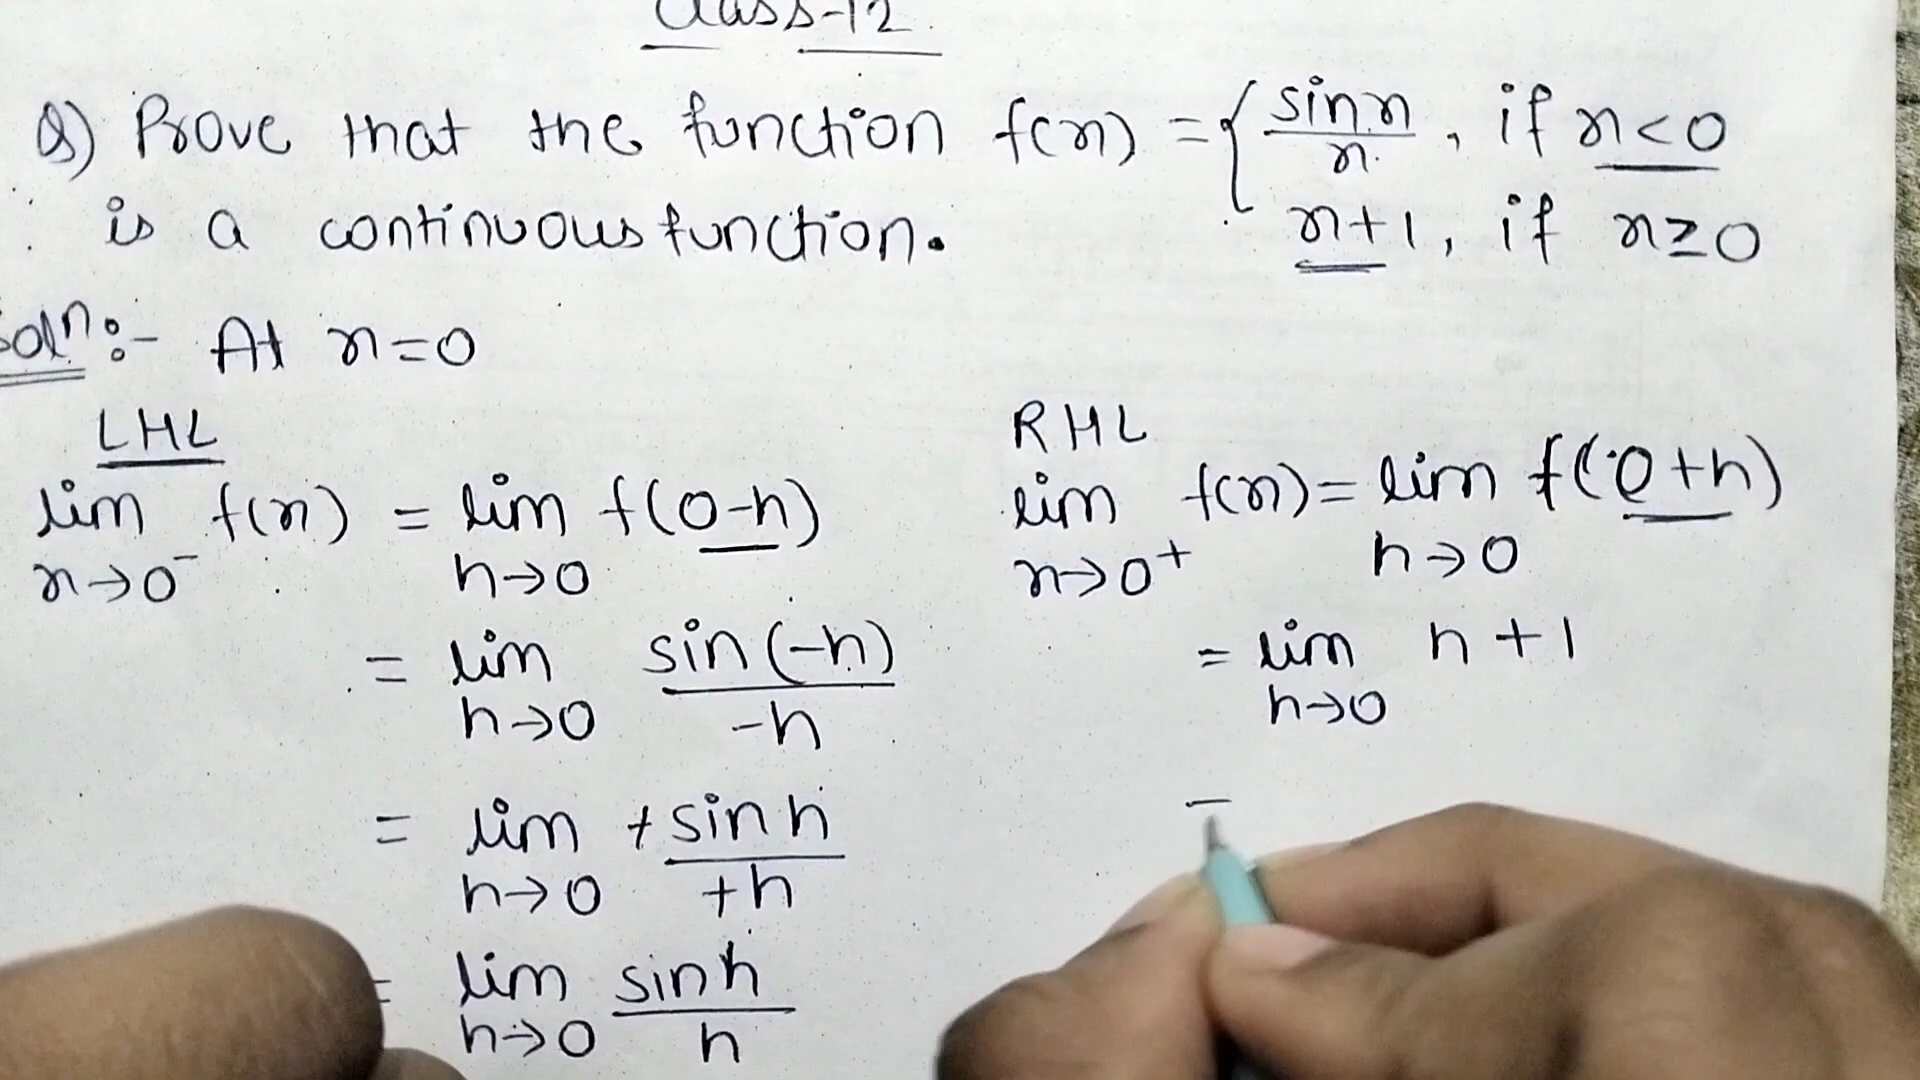 Class-12
Q) Prove that the function f(x) = { sin x / x, if x < 0
is a continuous function. x+1, if x ≥ 0
Soln:- At x=0
LHL
lim x→0⁻ f(x) = lim h→0 f(0-h)
= lim h→0 sin(-h) / -h
= lim h→0 + sin h / +h
= lim h→0 sin h / h
RHL
lim x→0⁺ f(x) = lim h→0 f(0+h)
= lim h→0 h + 1